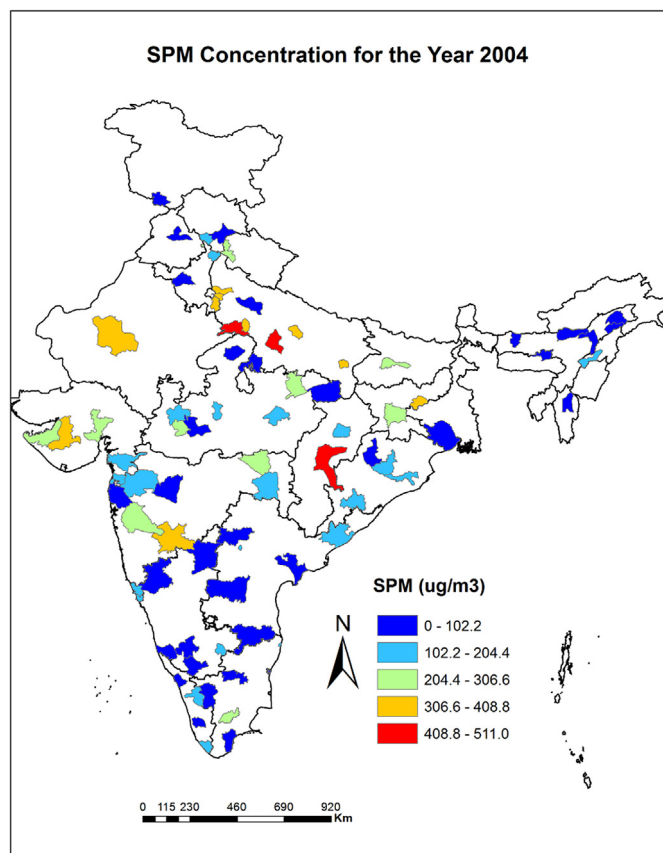 SPM Concentration for the Year 2004
SPM (ug/m3)
N
0 - 102.2
102.2 - 204.4
204.4 - 306.6
306.6 - 408.8
408.8 - 511.0
0 115 230 460 690 920
Km